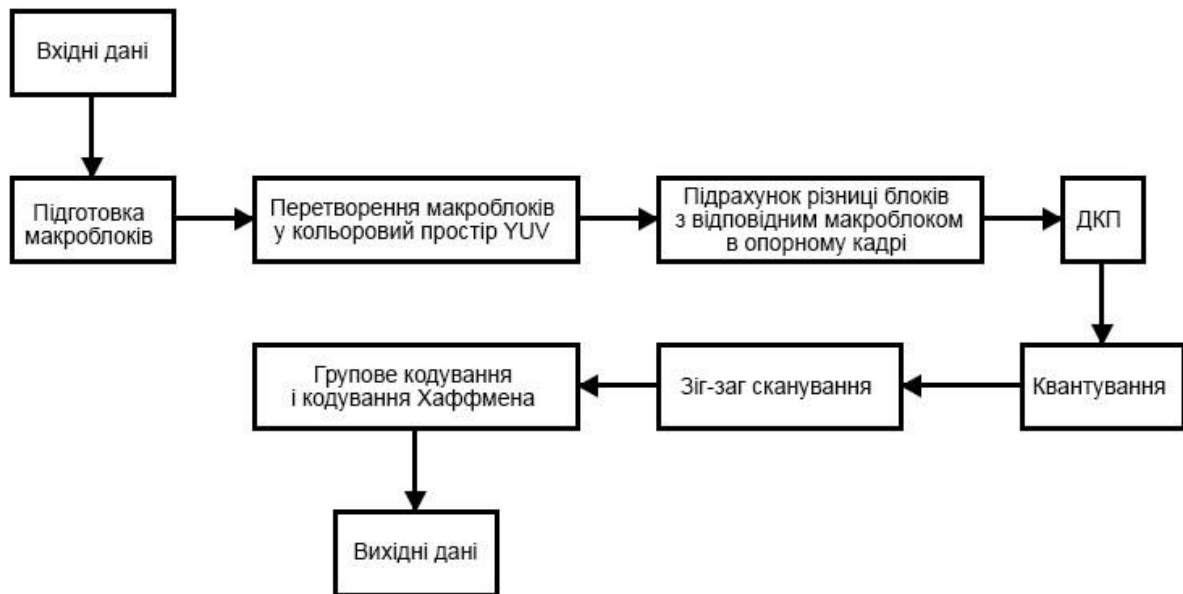 Вхідні дані
Підготовка
макроблоків
Перетворення макроблоків
у кольоровий простір YUV
Підрахунок різниці блоків
з відповідним макроблоком
в опорному кадрі
ДКП
Квантування
Зіг-заг сканування
Групове кодування
і кодування Хаффмена
Вихідні дані